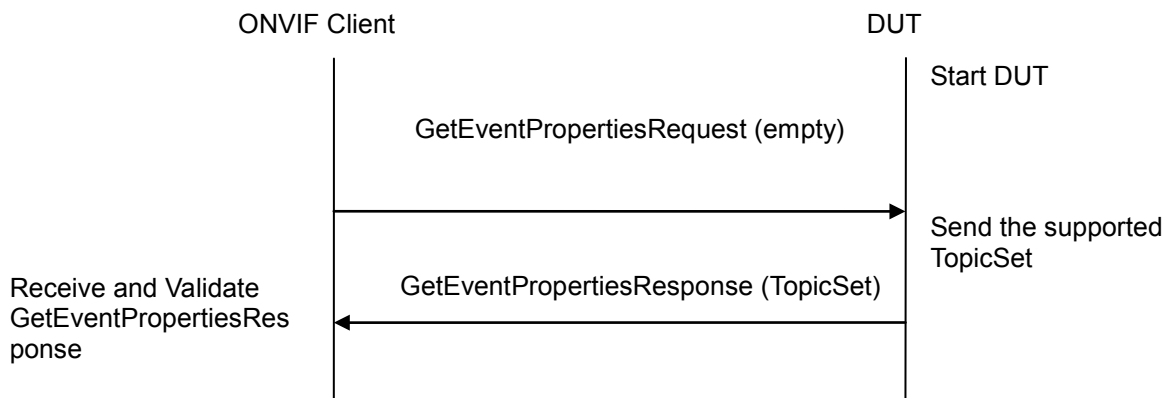 ONVIF Client
DUT
Start DUT
GetEventPropertiesRequest (empty)
Send the supported
TopicSet
GetEventPropertiesResponse (TopicSet)
Receive and Validate
GetEventPropertiesRes
ponse